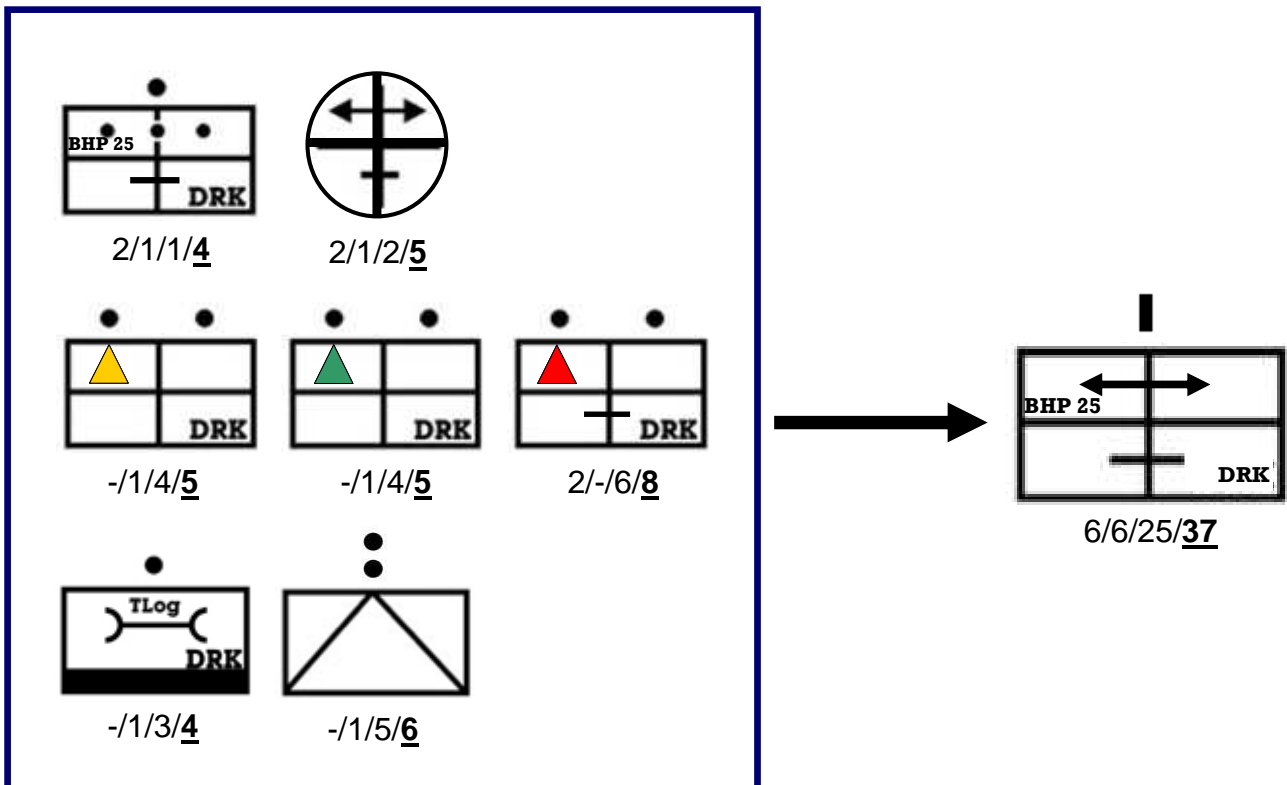 BHP 25
DRK
2/1/1/4
2/1/2/5
DRK
DRK
DRK
-/1/4/5
-/1/4/5
2/-/6/8
BHP 25
DRK
6/6/25/37
TLog
DRK
-/1/3/4
-/1/5/6